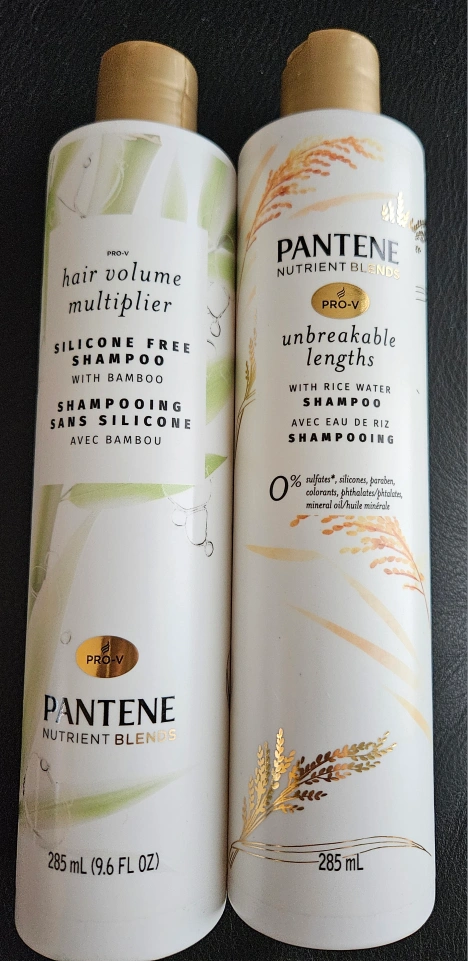 PRO-V
hair volume
multiplier
SILICONE FREE
SHAMPOO
WITH BAMBOO
SHAMPOOING
SANS SILICONE
AVEC BAMBOU
PRO-V
PANTENE
NUTRIENT BLENDS
285 mL (9.6 FL OZ)
PANTENE
NUTRIENT BLENDS
PRO-V
unbreakable
lengths
WITH RICE WATER
SHAMPOO
AVEC EAU DE RIZ
SHAMPOOING
0% sulfates*, silicones, paraben,
colorants, phthalates/phtalates,
mineral oil/huile minérale
285 mL